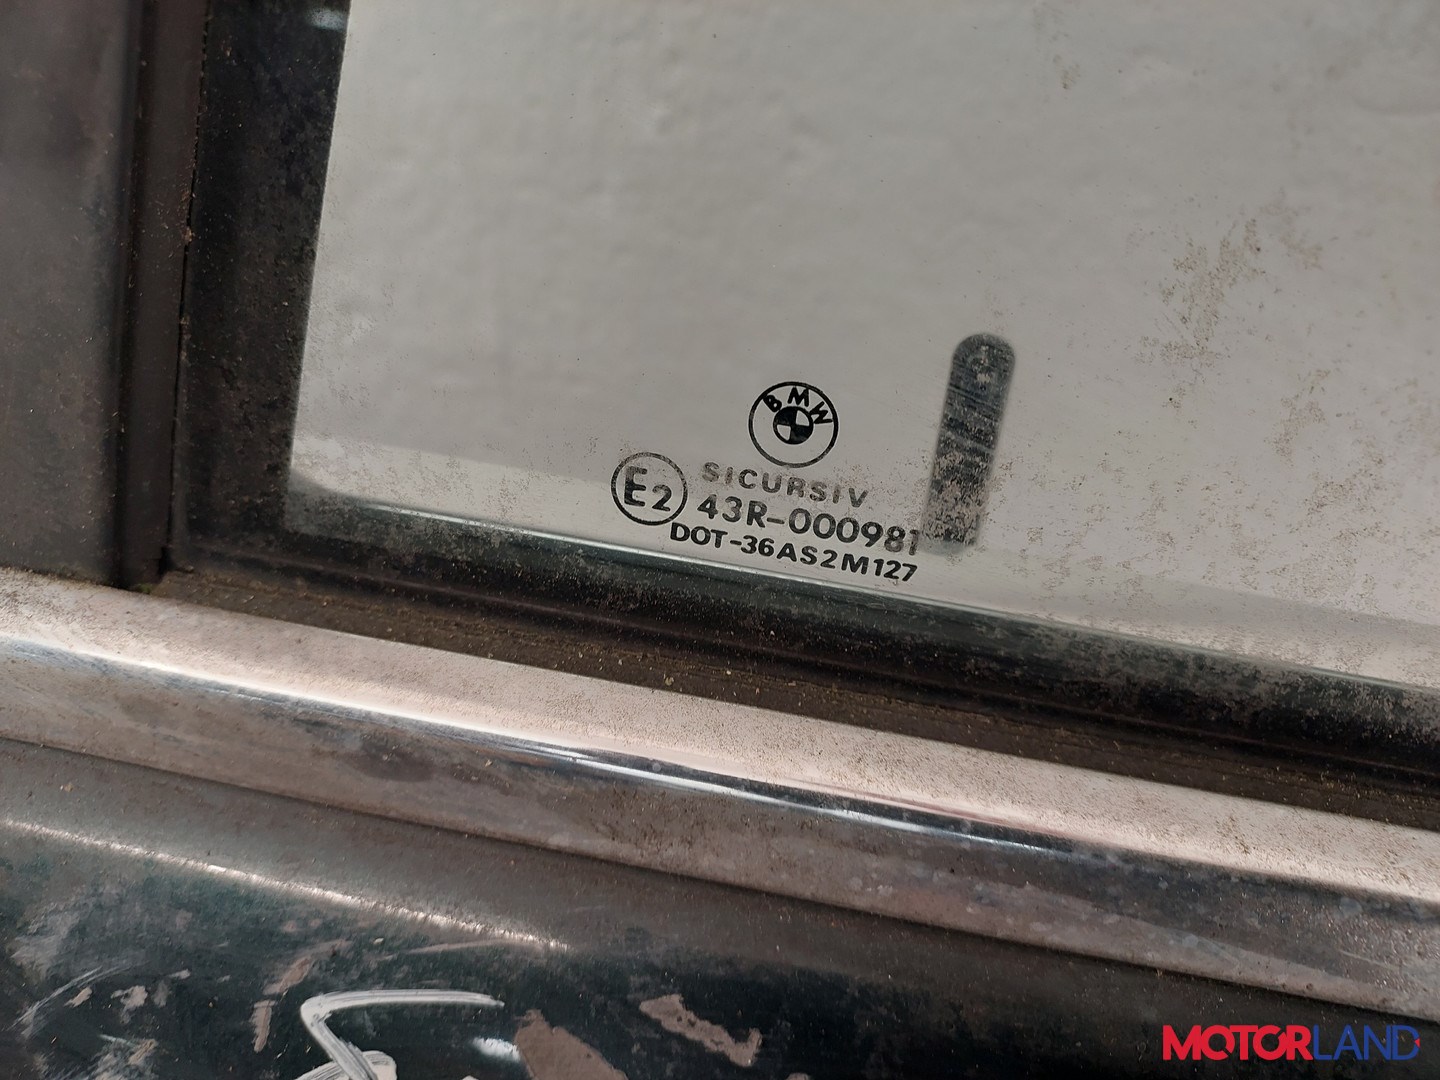 BMW
SICURSIV
E2 43R-000981
DOT-36AS2M127
MOTORLAND